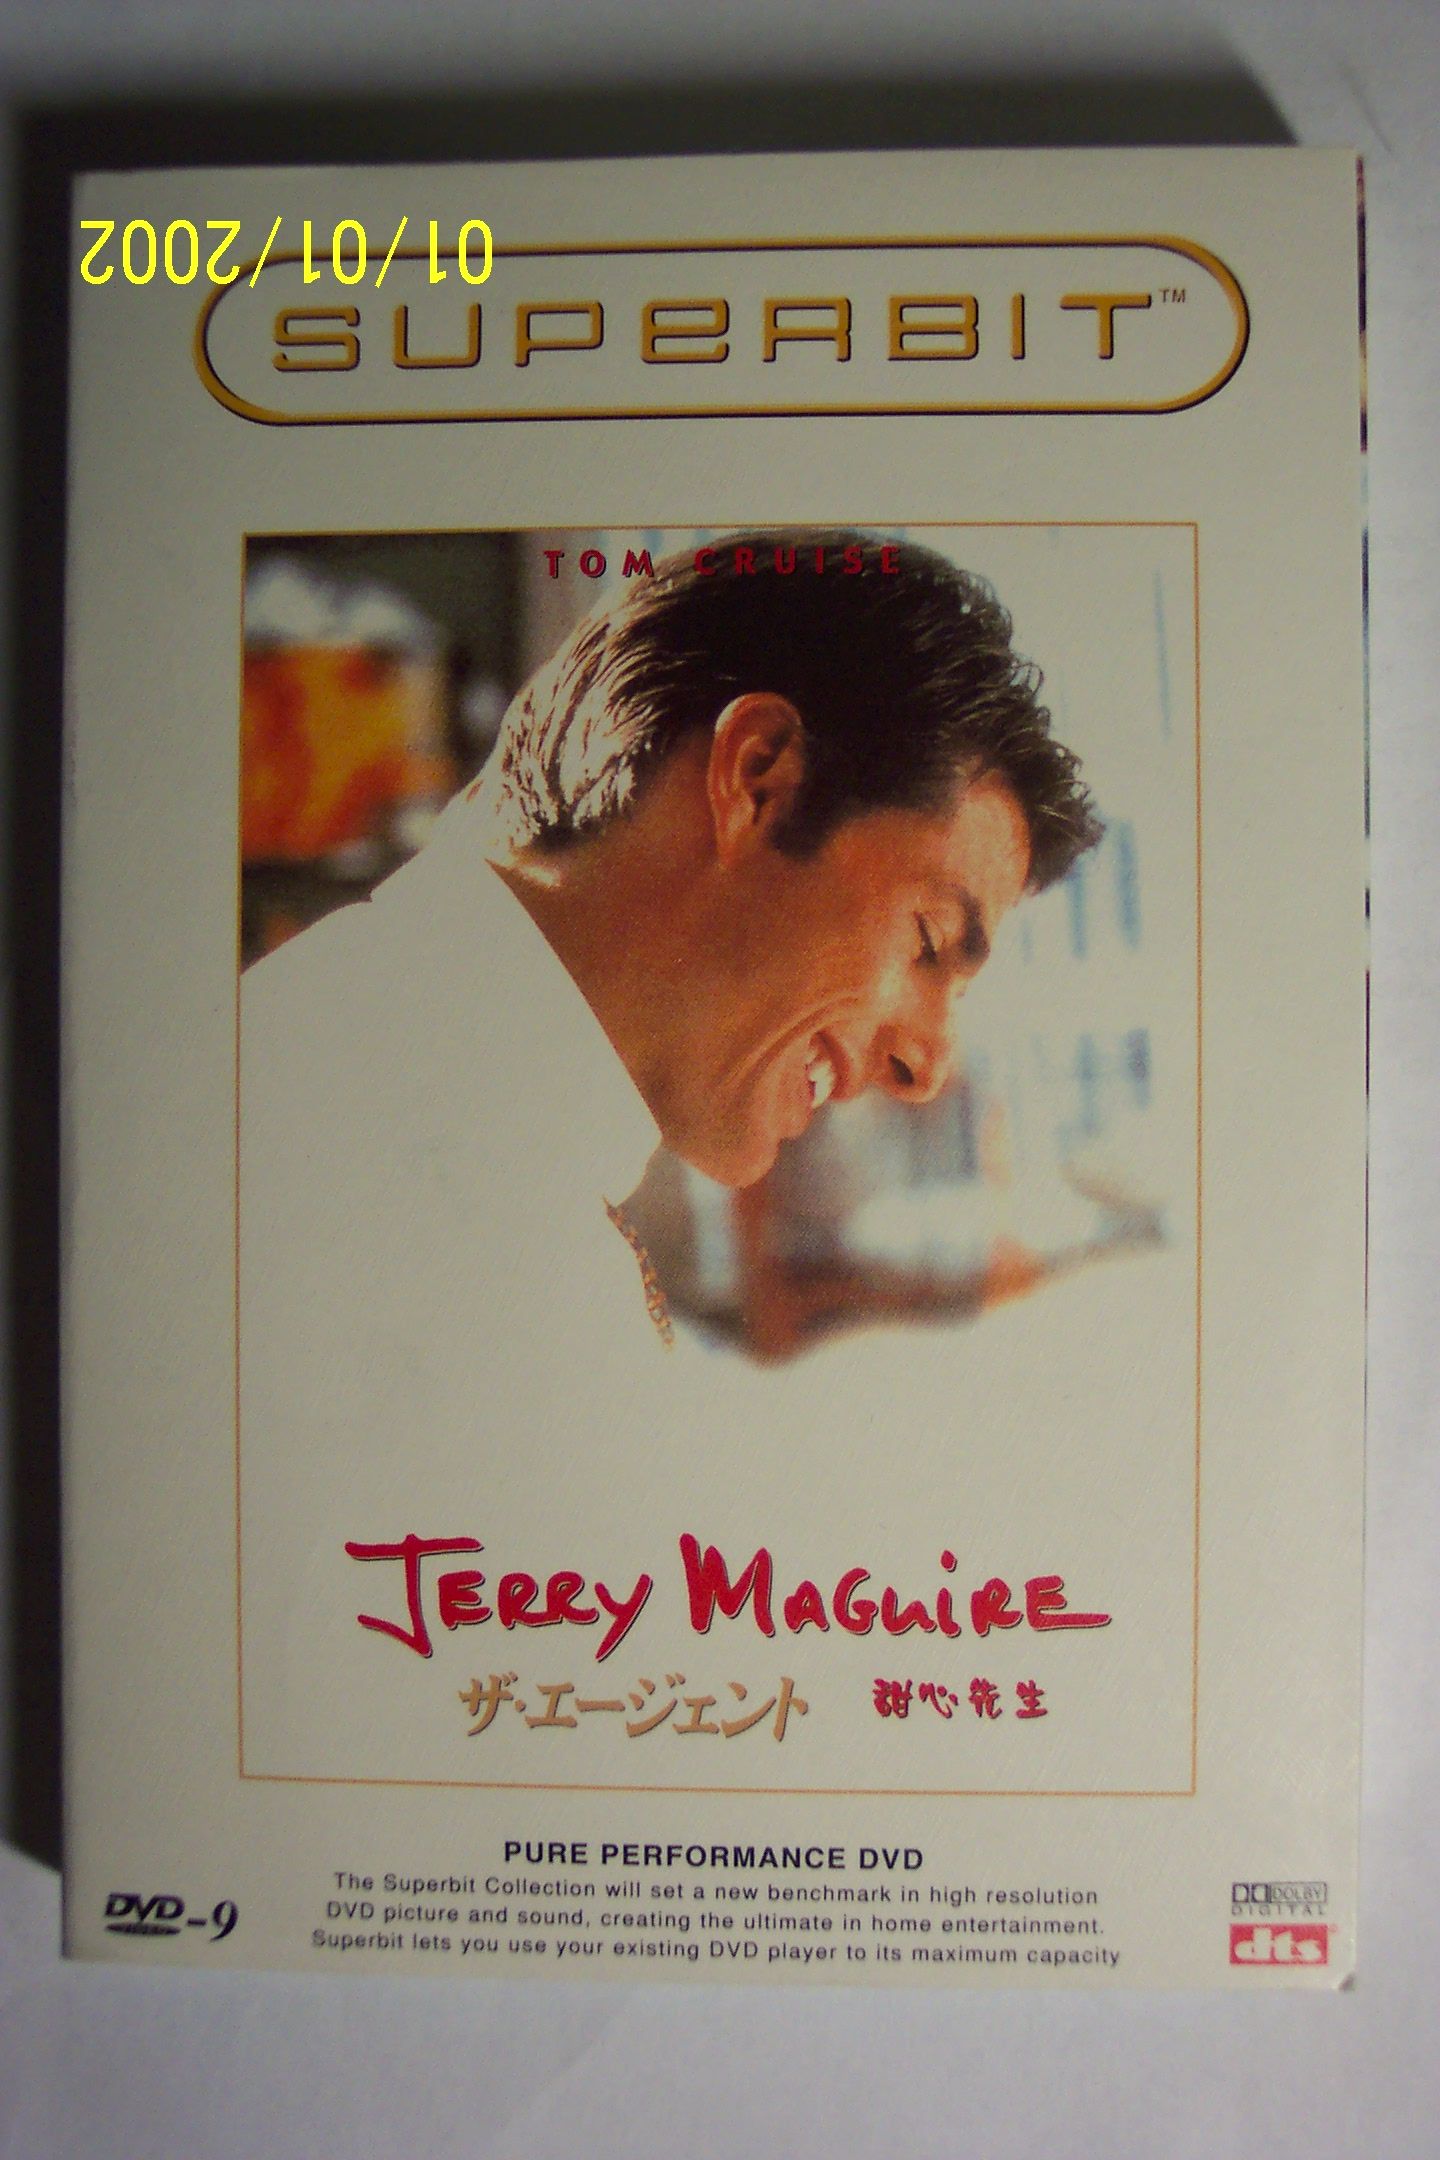 01/01/2002
SUPERBIT™
TOM CRUISE
JERRY MAGUIRE
ザ・エージェント 甜心先生
PURE PERFORMANCE DVD
The Superbit Collection will set a new benchmark in high resolution
DVD picture and sound, creating the ultimate in home entertainment.
Superbit lets you use your existing DVD player to its maximum capacity
DVD-9
DOLBY
DIGITAL
dts